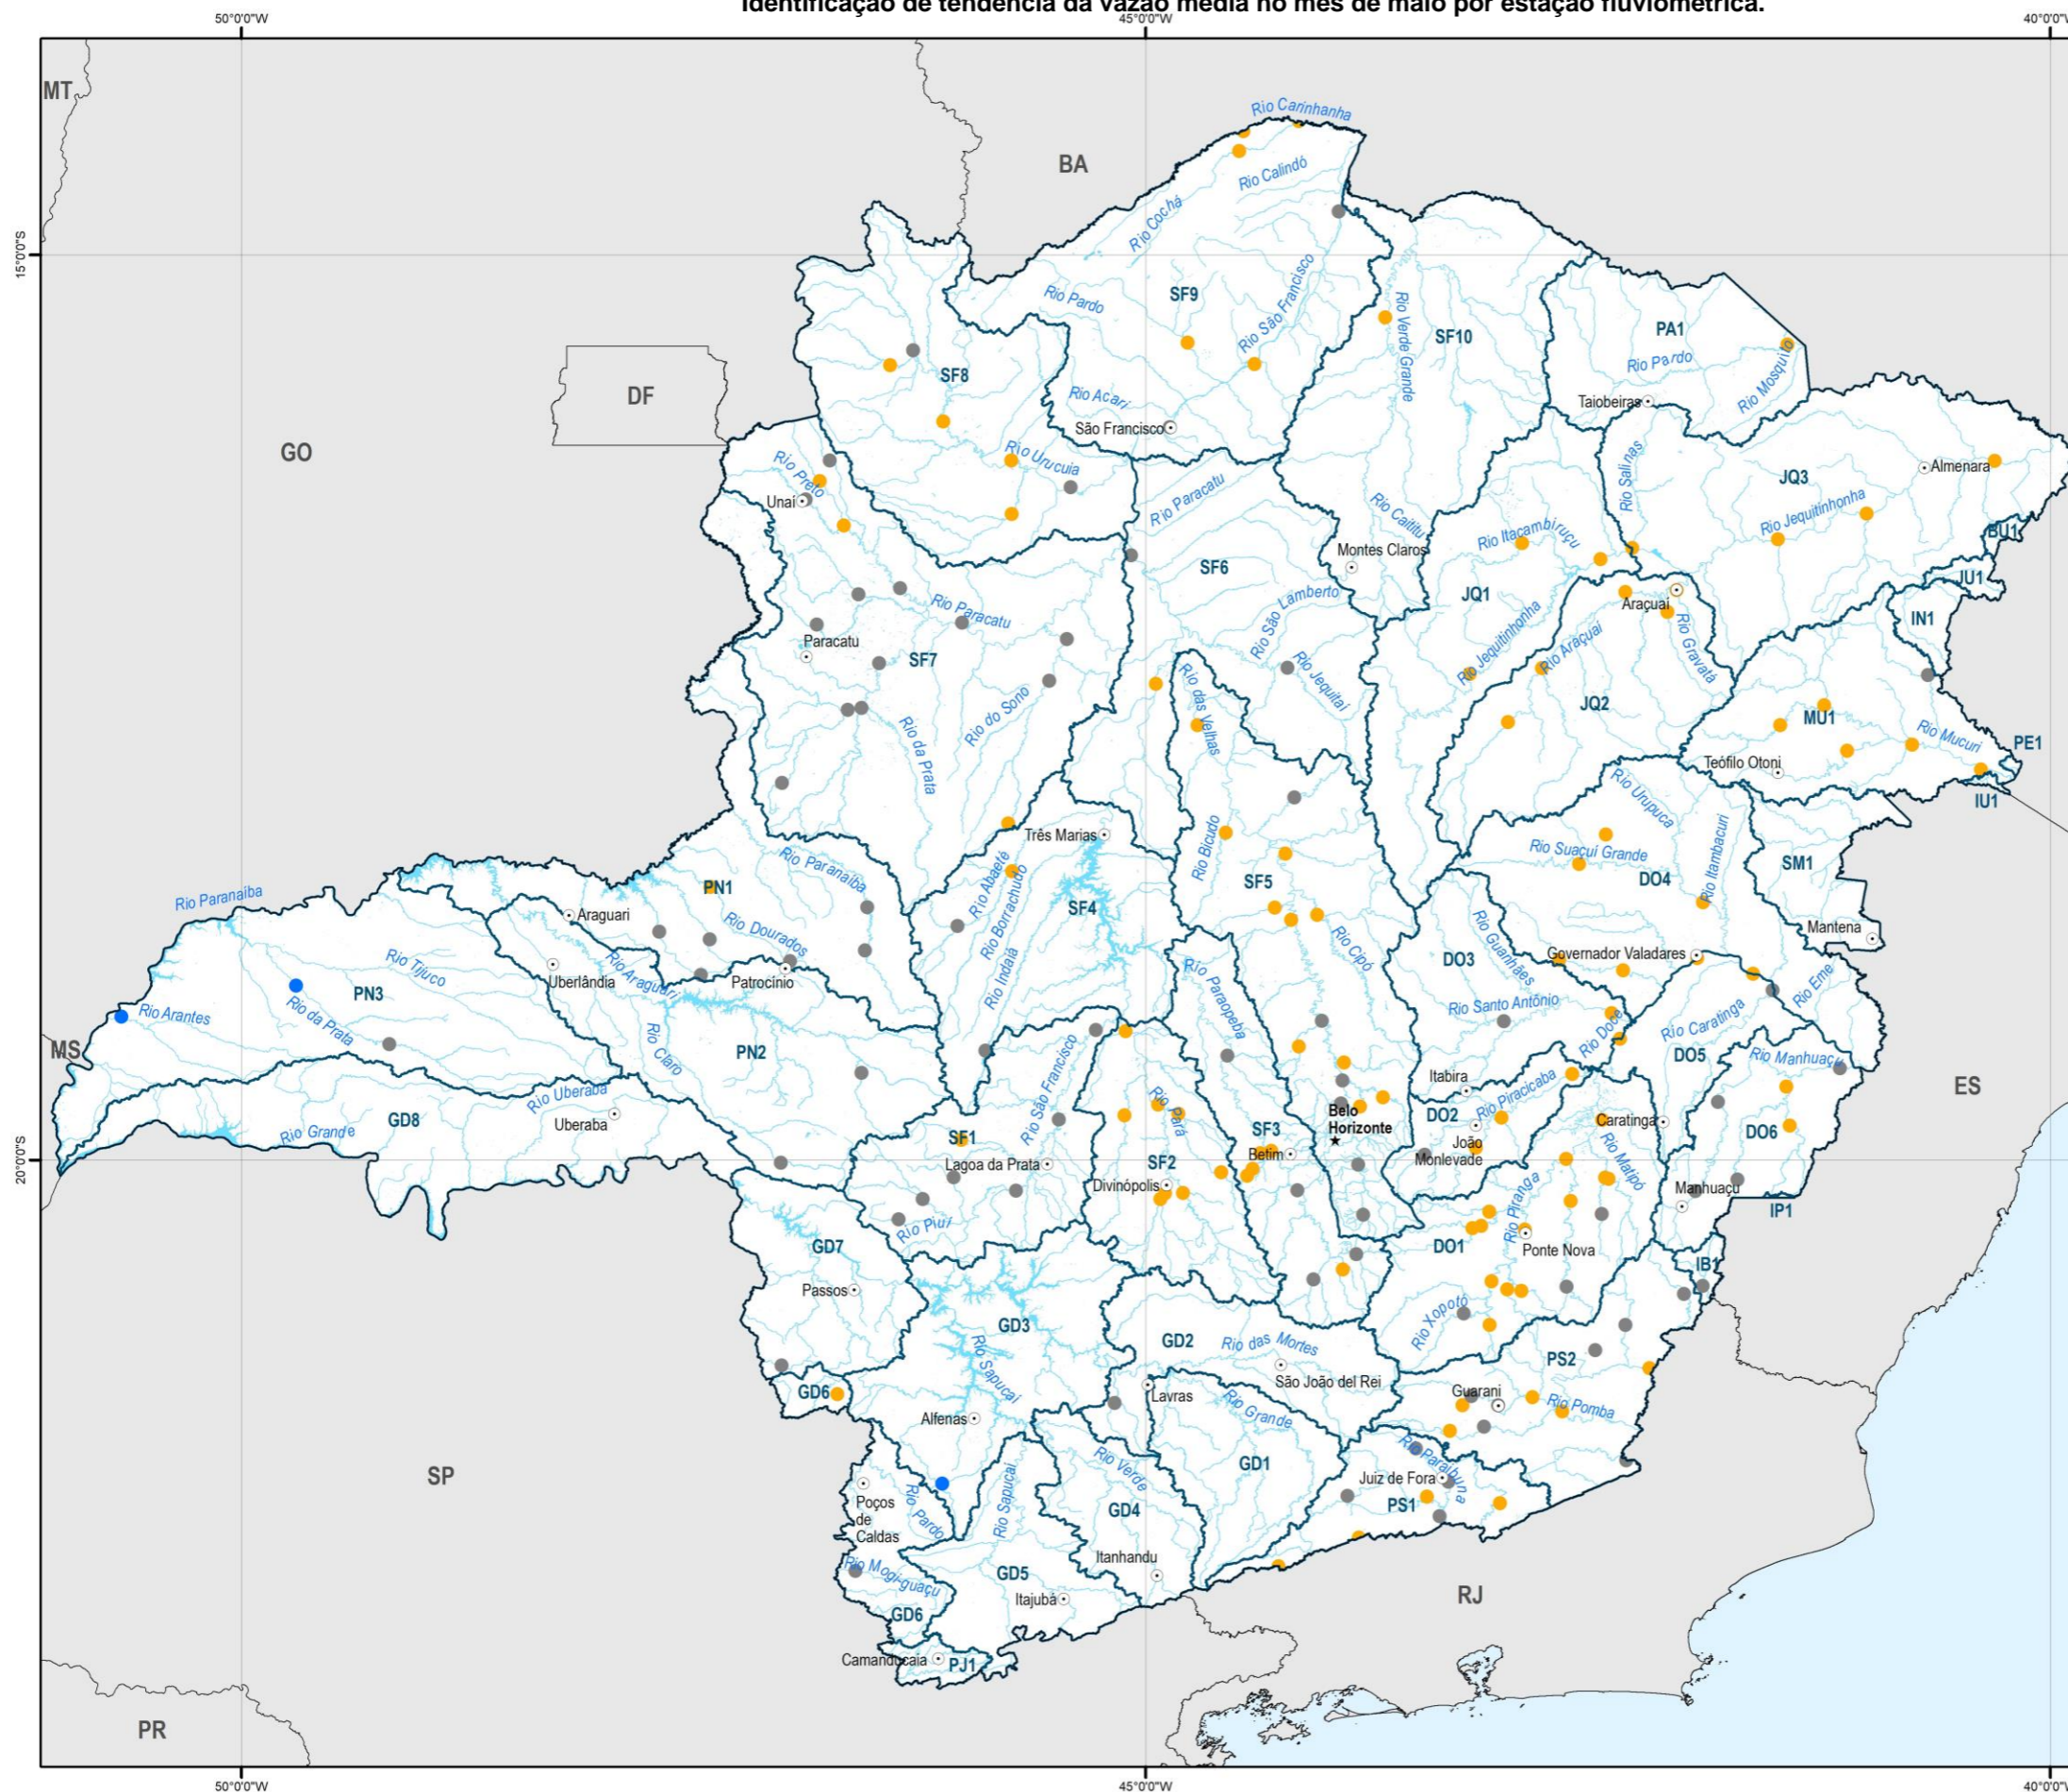 Identificação de tendência da vazão média no mês de maio por estação fluviométrica.
50°0'0"W
45°0'0"W
40°0'0"W
MT
Rio Carinhanha
BA
Rio Calindó
Rio Cochá
15°0'0"S
Rio São Francisco
Rio Pardo
SF9
Rio Verde Grande
SF10
PA1
Rio Pardo
Rio Mosquito
SF8
DF
Rio Acari
Taiobeiras
São Francisco
GO
Rio Urucuia
Rio Preto
Unaí
Rio Paracatu
Rio Salinas
Almenara
JQ3
Rio Jequitinhonha
Rio Caititu
Rio Itacambiruçu
BU1
Montes Claros
SF6
JU1
JQ1
Rio São Lamberto
Araçuaí
Rio Paracatu
IN1
Paracatu
SF7
Rio Jequitinhonha
Rio Araçuaí
Rio Gravatá
Rio Jequitaí
Rio das Velhas
JQ2
Rio do Sono
MU1
Rio Mucuri
PE1
Rio da Prata
Teófilo Otoni
IU1
Rio Urupuca
Três Marias
Rio Bicudo
Rio Suaçuí Grande
Rio Itambacuri
SM1
Rio Paranaíba
Rio Abaeté
PN1
SF5
DO4
Rio Paranaíba
Rio Borrachudo
SF4
Araguari
Rio Dourados
Rio Cipó
Rio Guanhães
Mantena
DO3
Governador Valadares
Rio Tijuco
Uberlândia
Rio Araguari
Patrocínio
Rio Indaiá
Rio Paraopeba
Rio Eme
PN3
Rio da Prata
Rio Arantes
Rio Santo Antônio
Rio Caratinga
Rio Doce
MS
Rio Claro
PN2
Rio São Francisco
DO5
Rio Manhuaçu
Itabira
ES
Rio Uberaba
GD8
Uberaba
Rio Grande
Rio Pará
Belo
Horizonte
DO2
Rio Piracicaba
Caratinga
SF1
SF3
João
Monlevade
Rio Matipó
DO6
20°0'0"S
Lagoa da Prata
SF2
Betim
Divinópolis
Manhuaçu
Rio Piranga
IP1
Rio Piuí
GD7
DO1
Ponte Nova
IB1
Passos
Rio Xopotó
GD3
GD2
Rio das Mortes
PS2
Rio Sapucaí
São João del Rei
GD6
Lavras
Guarani
Rio Pomba
Alfenas
Rio Grande
Rio Paraibuna
SP
Rio Verde
GD1
Juiz de Fora
Poços
de
Caldas
Rio Pardo
Rio Sapucaí
GD4
PS1
Itanhandu
Rio Mogi-guaçu
GD5
Itajubá
RJ
GD6
Camanducaia
PJ1
PR
50°0'0"W
45°0'0"W
40°0'0"W